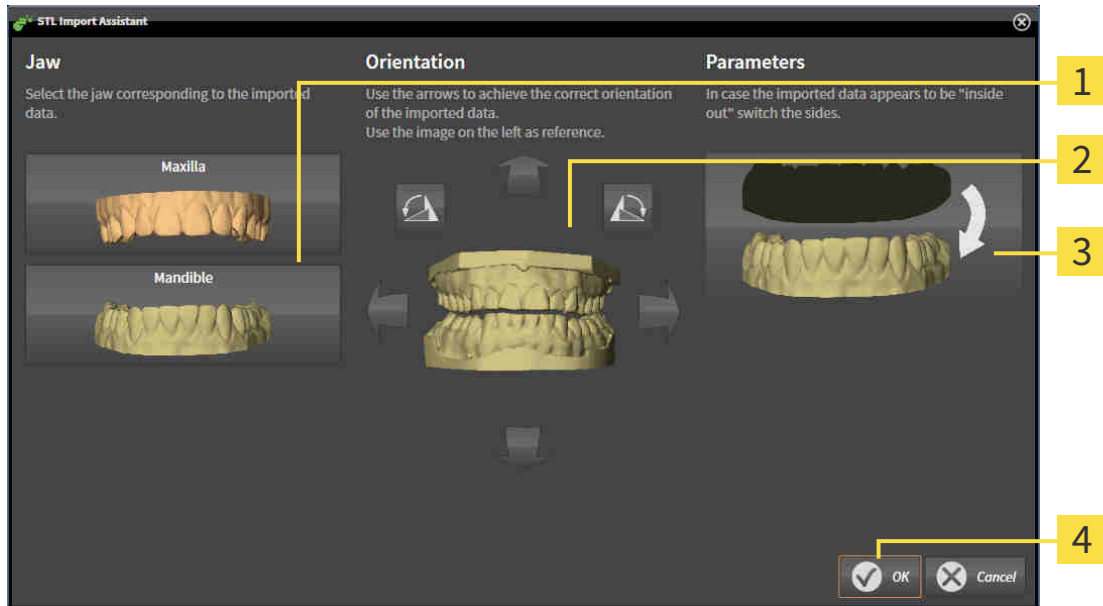 STL Import Assistant
Jaw
Select the jaw corresponding to the imported
data.
Maxilla
Mandible
Orientation
Use the arrows to achieve the correct orientation
of the imported data.
Use the image on the left as reference.
Parameters
In case the imported data appears to be "inside
out" switch the sides.
OK
Cancel
1
2
3
4